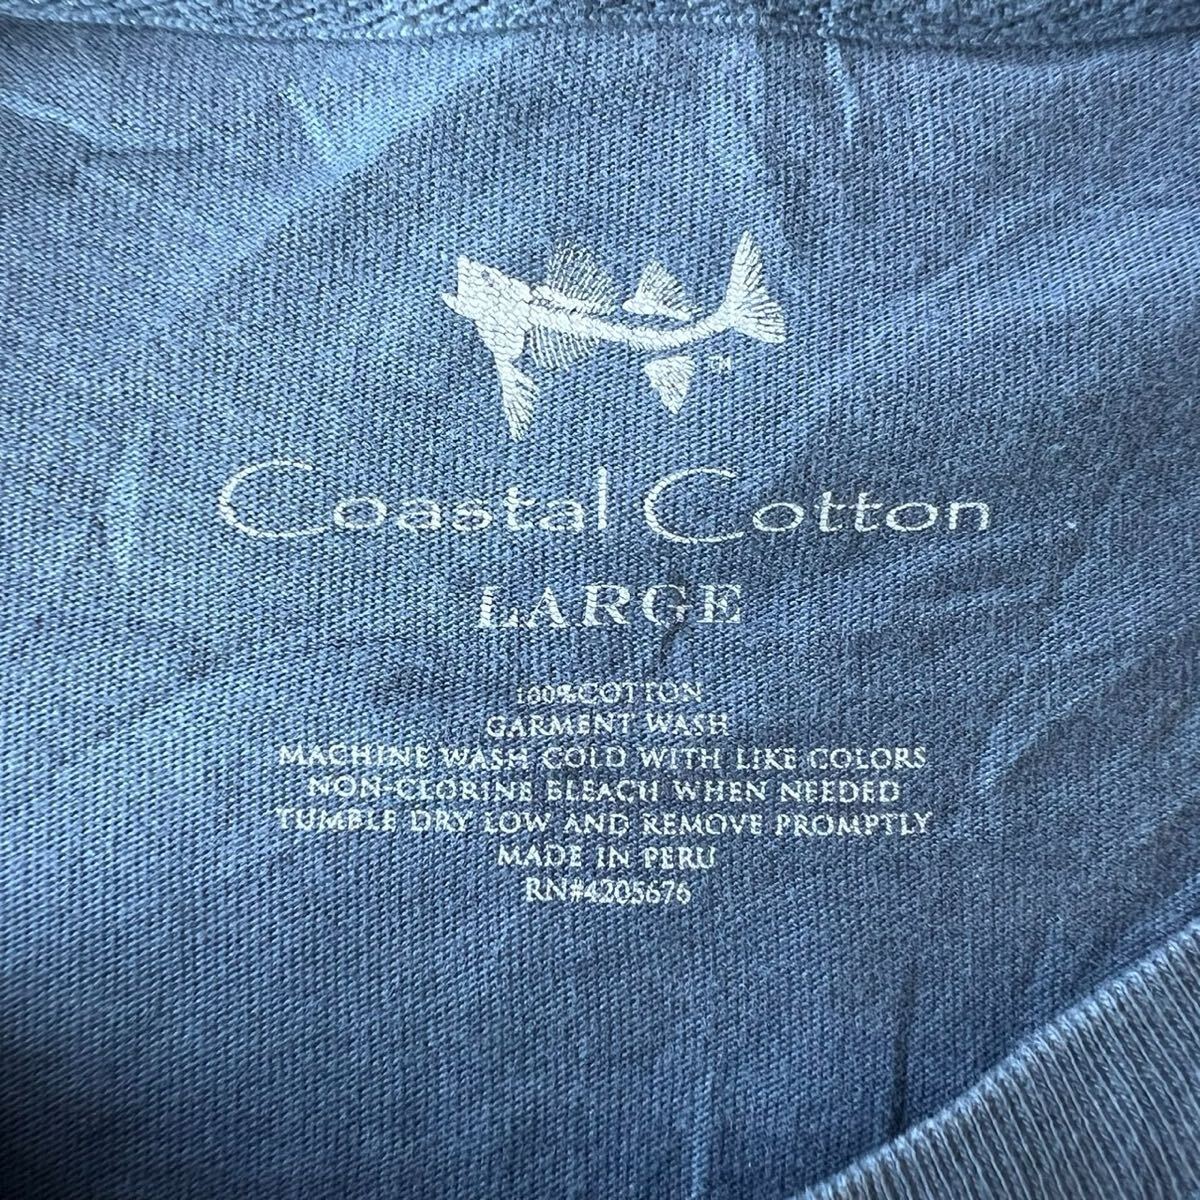 TM
Coastal Cotton
LARGE
100%COTTON
GARMENT WASH
MACHINE WASH COLD WITH LIKE COLORS
NON-CLORINE BLEACH WHEN NEEDED
TUMBLE DRY LOW AND REMOVE PROMPTLY
MADE IN PERU
RN#4205676